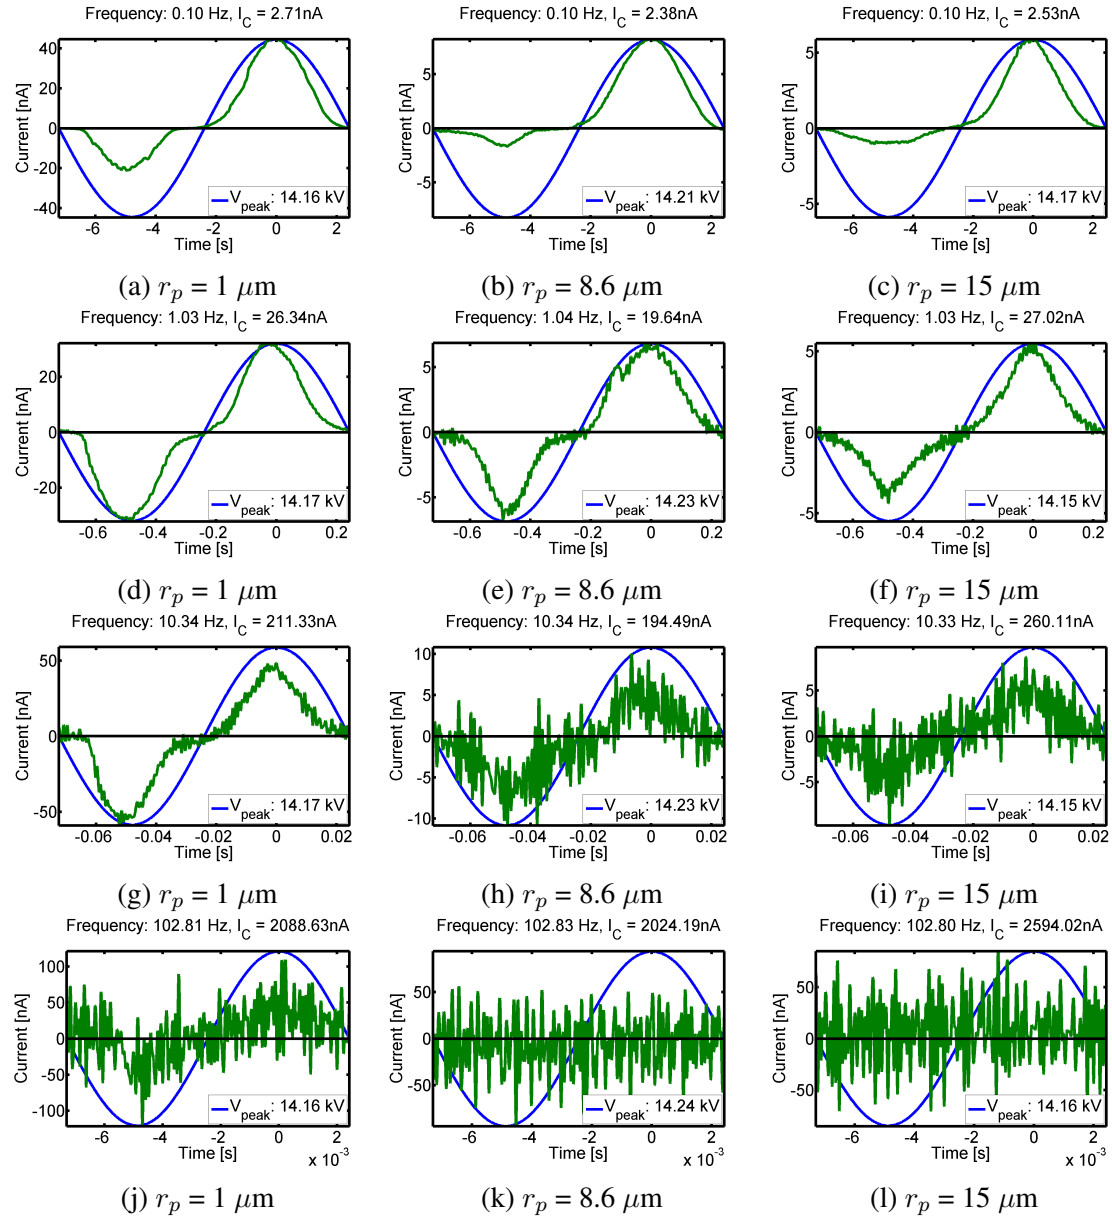 Frequency: 0.10 Hz, I_C = 2.71nA
Current [nA]
40
20
0
-20
-40
V_peak: 14.16 kV
-6 -4 -2 0 2
Time [s]
(a) r_p = 1 μm
Frequency: 0.10 Hz, I_C = 2.38nA
Current [nA]
5
0
-5
V_peak: 14.21 kV
-6 -4 -2 0 2
Time [s]
(b) r_p = 8.6 μm
Frequency: 0.10 Hz, I_C = 2.53nA
Current [nA]
5
0
-5
V_peak: 14.17 kV
-6 -4 -2 0 2
Time [s]
(c) r_p = 15 μm
Frequency: 1.03 Hz, I_C = 26.34nA
Current [nA]
20
0
-20
V_peak: 14.17 kV
-0.6 -0.4 -0.2 0 0.2
Time [s]
(d) r_p = 1 μm
Frequency: 1.04 Hz, I_C = 19.64nA
Current [nA]
5
0
-5
V_peak: 14.23 kV
-0.6 -0.4 -0.2 0 0.2
Time [s]
(e) r_p = 8.6 μm
Frequency: 1.03 Hz, I_C = 27.02nA
Current [nA]
5
0
-5
V_peak: 14.15 kV
-0.6 -0.4 -0.2 0 0.2
Time [s]
(f) r_p = 15 μm
Frequency: 10.34 Hz, I_C = 211.33nA
Current [nA]
50
0
-50
V_peak: 14.17 kV
-0.06 -0.04 -0.02 0 0.02
Time [s]
(g) r_p = 1 μm
Frequency: 10.34 Hz, I_C = 194.49nA
Current [nA]
10
5
0
-5
-10
V_peak: 14.23 kV
-0.06 -0.04 -0.02 0 0.02
Time [s]
(h) r_p = 8.6 μm
Frequency: 10.33 Hz, I_C = 260.11nA
Current [nA]
5
0
-5
V_peak: 14.15 kV
-0.06 -0.04 -0.02 0 0.02
Time [s]
(i) r_p = 15 μm
Frequency: 102.81 Hz, I_C = 2088.63nA
Current [nA]
100
50
0
-50
-100
V_peak: 14.16 kV
-6 -4 -2 0 2
Time [s]
x 10^-3
(j) r_p = 1 μm
Frequency: 102.83 Hz, I_C = 2024.19nA
Current [nA]
50
0
-50
V_peak: 14.24 kV
-6 -4 -2 0 2
Time [s]
x 10^-3
(k) r_p = 8.6 μm
Frequency: 102.80 Hz, I_C = 2594.02nA
Current [nA]
50
0
-50
V_peak: 14.16 kV
-6 -4 -2 0 2
Time [s]
x 10^-3
(l) r_p = 15 μm